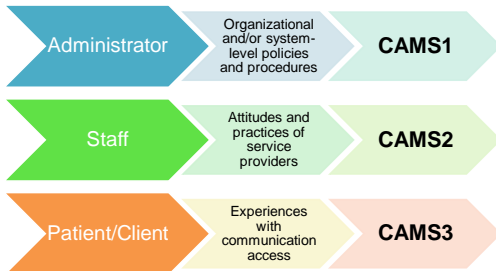 Administrator
Organizational
and/or system-
level policies
and procedures
CAMS1
Staff
Attitudes and
practices of
service
providers
CAMS2
Patient/Client
Experiences
with
communication
access
CAMS3